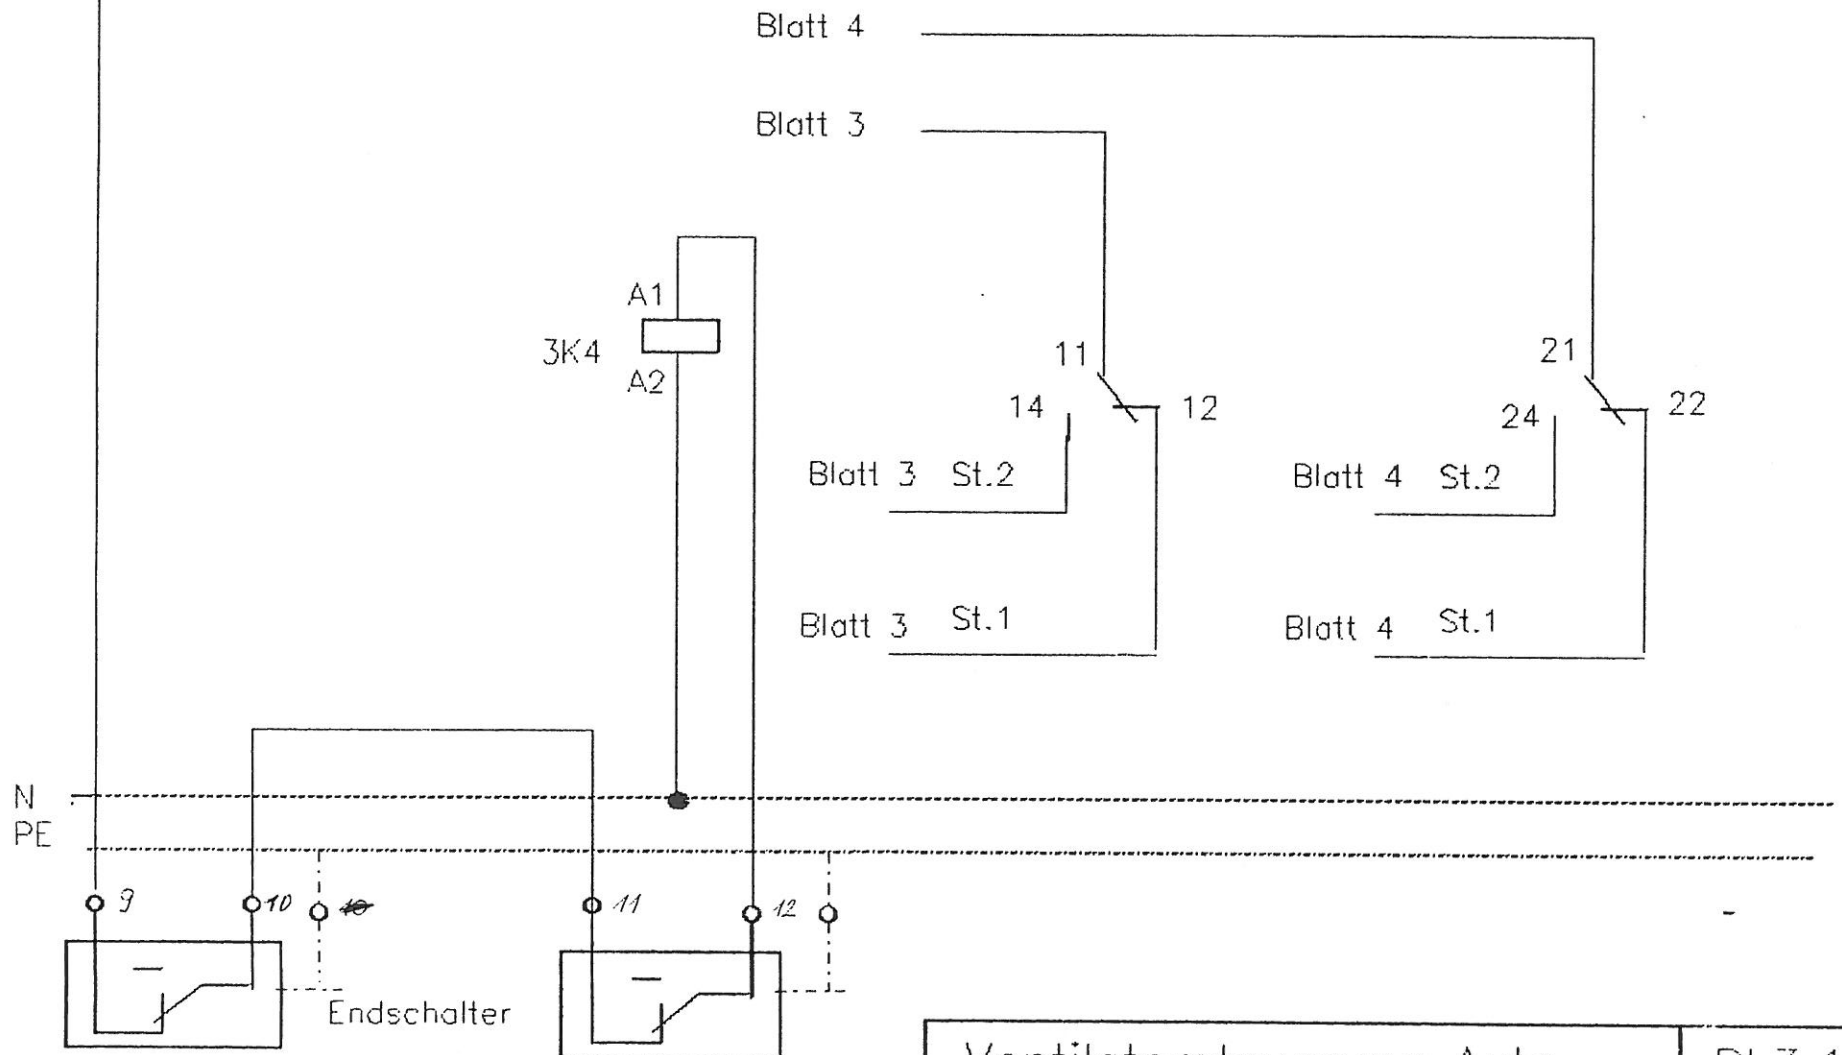 Blatt 4
Blatt 3
A1
3K4
A2
11
14
12
21
24
22
Blatt 3 St.2
Blatt 4 St.2
Blatt 3 St.1
Blatt 4 St.1
N
PE
9
10
11
12
Endschalter